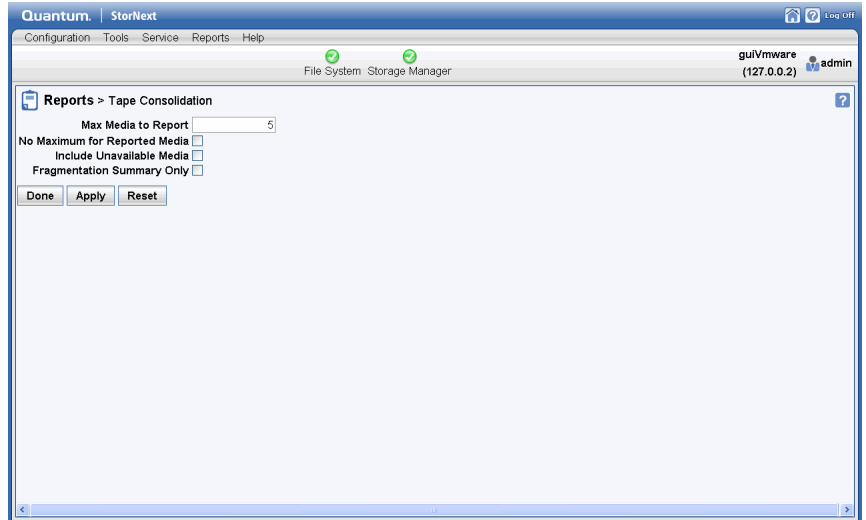 Quantum. | StorNext Log Off
Configuration Tools Service Reports Help
File System Storage Manager
guiVmware
(127.0.0.2)
admin
Reports > Tape Consolidation
Max Media to Report 5
No Maximum for Reported Media
Include Unavailable Media
Fragmentation Summary Only
Done Apply Reset